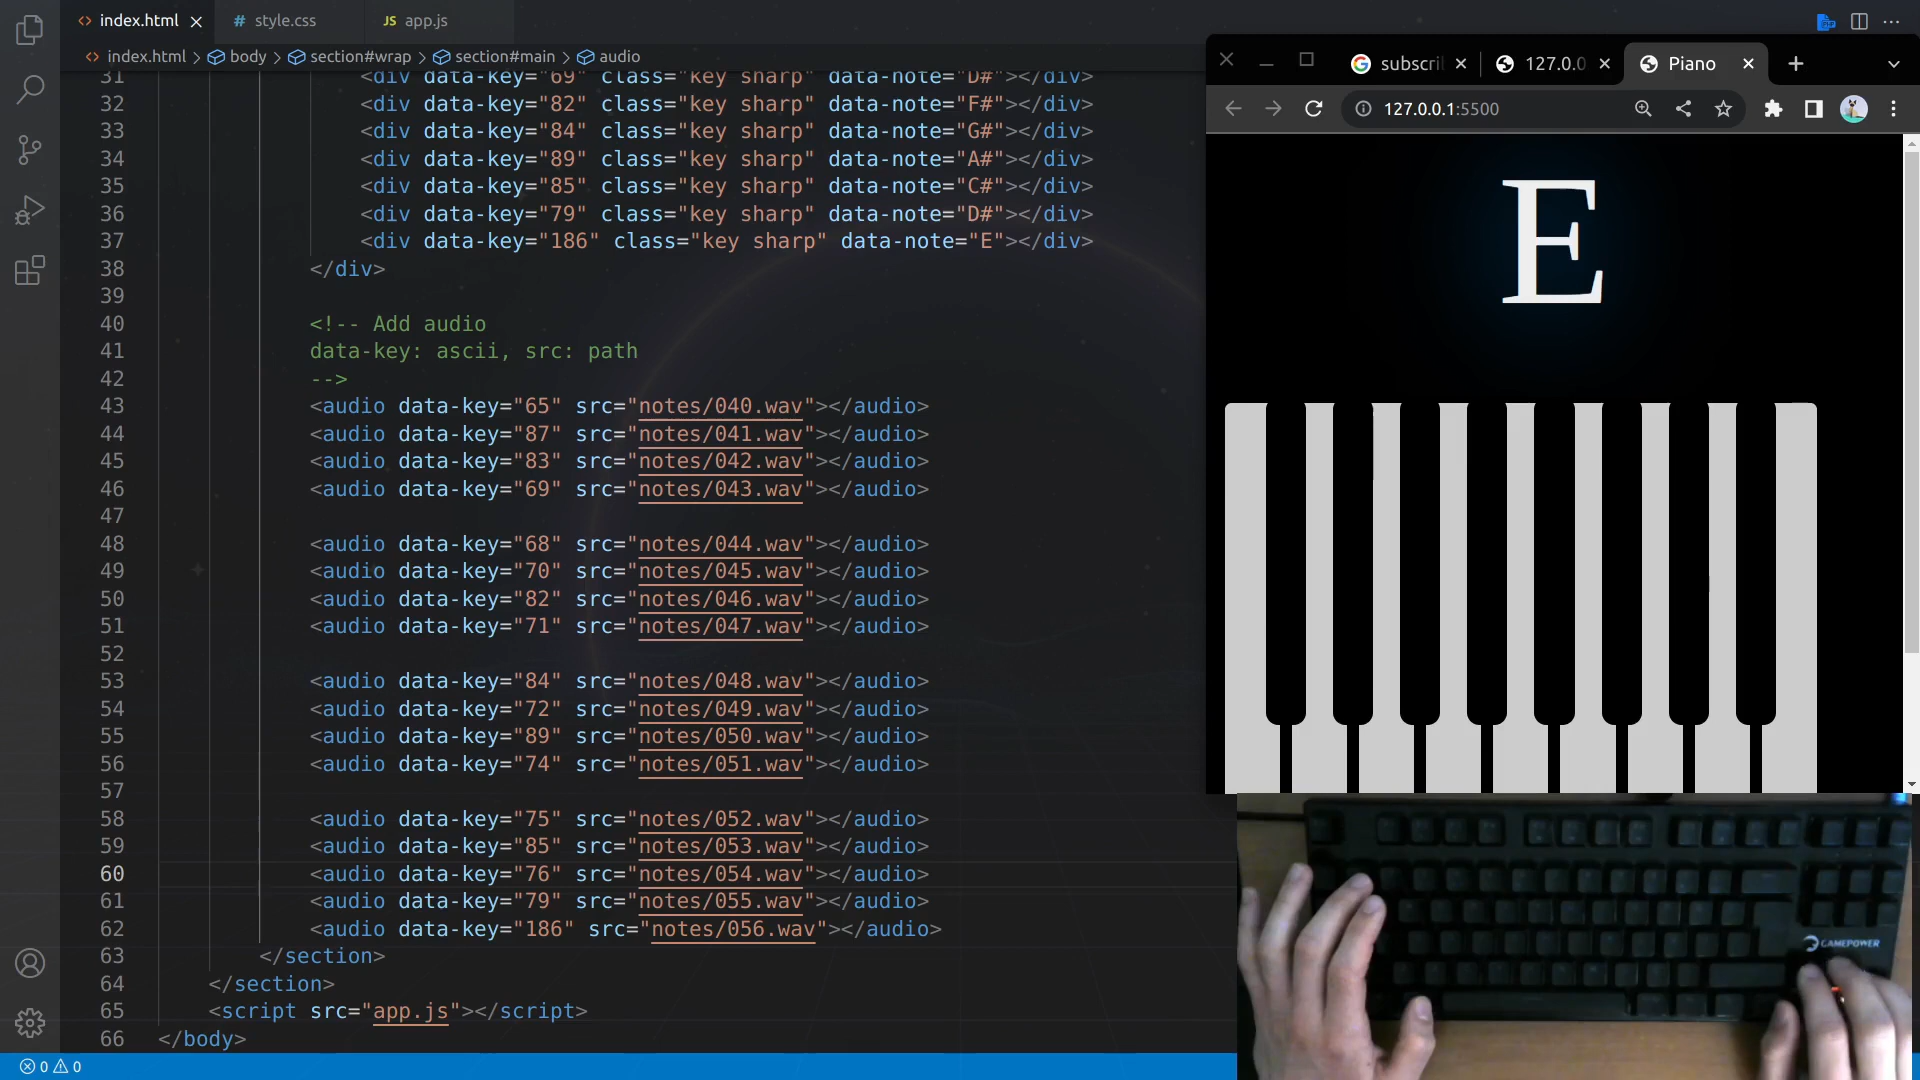 index.html
style.css
JS app.js
index.html > body > section#wrap > section#main > audio
31 <div data-key="69" class="key sharp" data-note="D#"></div>
32 <div data-key="82" class="key sharp" data-note="F#"></div>
33 <div data-key="84" class="key sharp" data-note="G#"></div>
34 <div data-key="89" class="key sharp" data-note="A#"></div>
35 <div data-key="85" class="key sharp" data-note="C#"></div>
36 <div data-key="79" class="key sharp" data-note="D#"></div>
37 <div data-key="186" class="key sharp" data-note="E"></div>
38 </div>
39
40 <!-- Add audio
41 data-key: ascii, src: path
42 -->
43 <audio data-key="65" src="notes/040.wav"></audio>
44 <audio data-key="87" src="notes/041.wav"></audio>
45 <audio data-key="83" src="notes/042.wav"></audio>
46 <audio data-key="69" src="notes/043.wav"></audio>
47
48 <audio data-key="68" src="notes/044.wav"></audio>
49 <audio data-key="70" src="notes/045.wav"></audio>
50 <audio data-key="82" src="notes/046.wav"></audio>
51 <audio data-key="71" src="notes/047.wav"></audio>
52
53 <audio data-key="84" src="notes/048.wav"></audio>
54 <audio data-key="72" src="notes/049.wav"></audio>
55 <audio data-key="89" src="notes/050.wav"></audio>
56 <audio data-key="74" src="notes/051.wav"></audio>
57
58 <audio data-key="75" src="notes/052.wav"></audio>
59 <audio data-key="85" src="notes/053.wav"></audio>
60 <audio data-key="76" src="notes/054.wav"></audio>
61 <audio data-key="79" src="notes/055.wav"></audio>
62 <audio data-key="186" src="notes/056.wav"></audio>
63 </section>
64 </section>
65 <script src="app.js"></script>
66 </body>
0 0
subscri
127.0.0
Piano
127.0.0.1:5500
E
GAMEPOWER